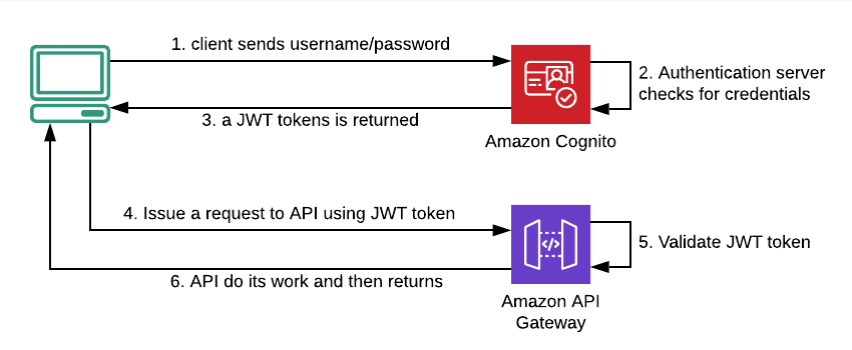 1. client sends username/password
2. Authentication server
checks for credentials
3. a JWT tokens is returned
Amazon Cognito
4. Issue a request to API using JWT token
5. Validate JWT token
6. API do its work and then returns
Amazon API
Gateway